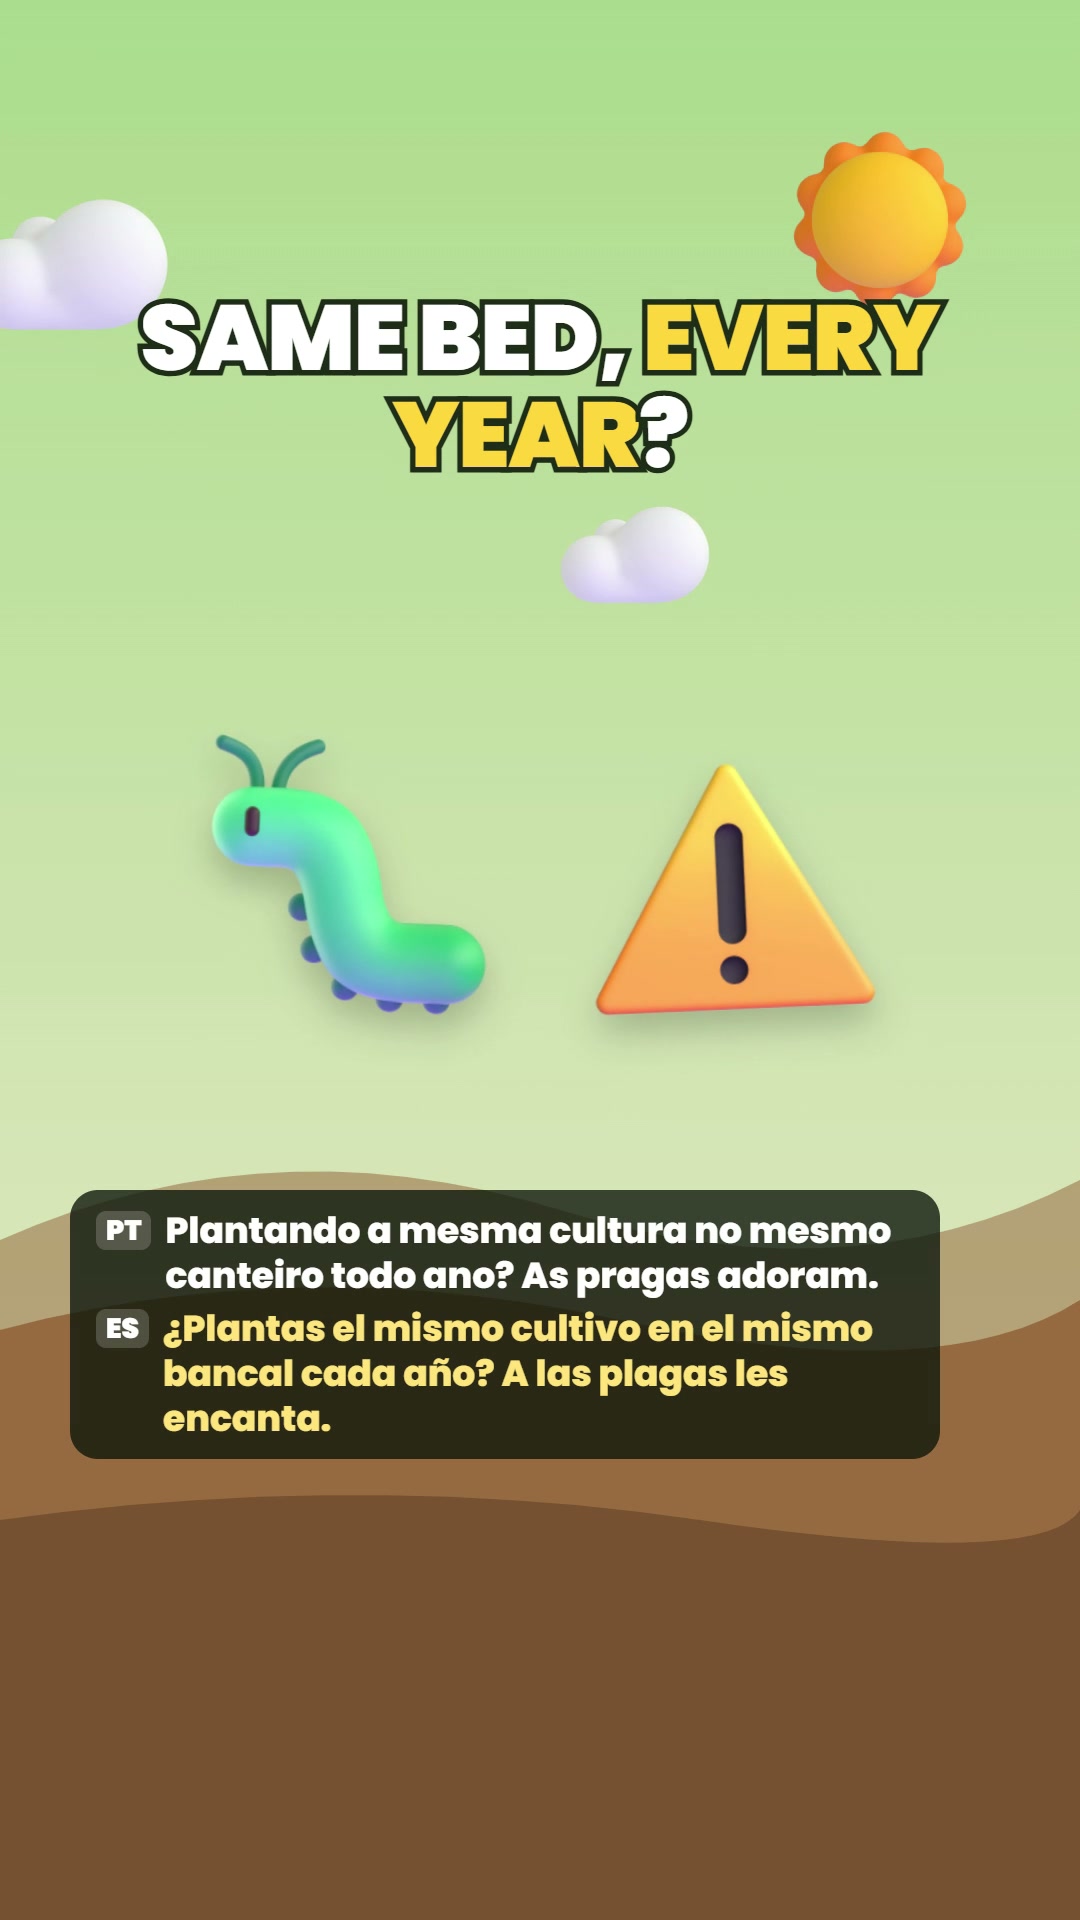 SAME BED, EVERY
YEAR?
PT Plantando a mesma cultura no mesmo
canteiro todo ano? As pragas adoram.
ES ¿Plantas el mismo cultivo en el mismo
bancal cada año? A las plagas les
encanta.